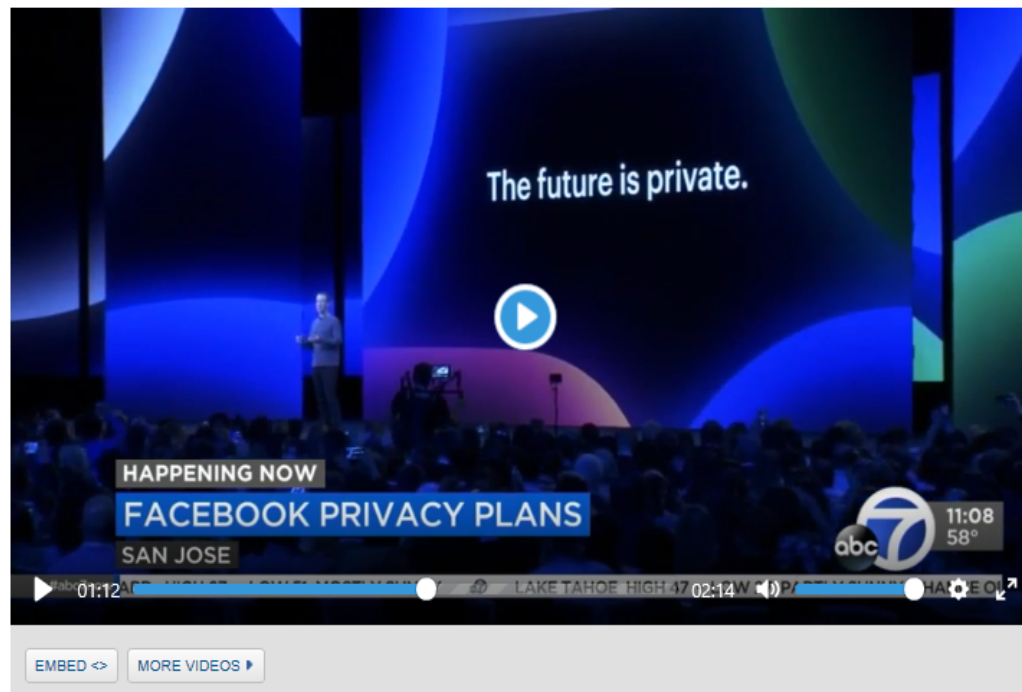 The future is private.
HAPPENING NOW
FACEBOOK PRIVACY PLANS
SAN JOSE
abc 7
11:08
58°
LAKE TAHOE HIGH 47
01:12
02:14
EMBED <>
MORE VIDEOS